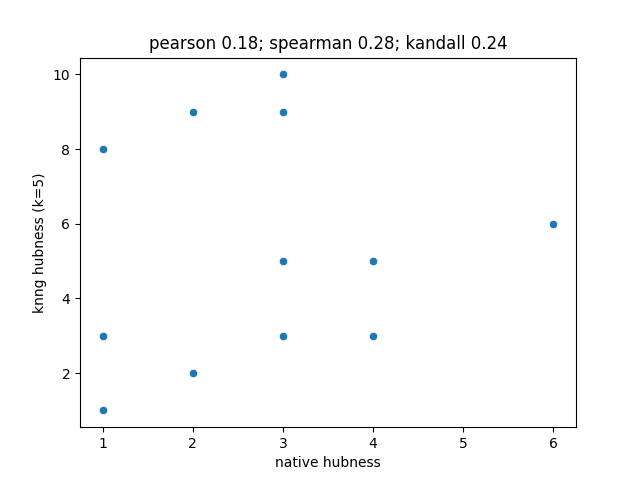 pearson 0.18; spearman 0.28; kandall 0.24
10
8
6
4
2
knng hubness (k=5)
1 2 3 4 5 6
native hubness